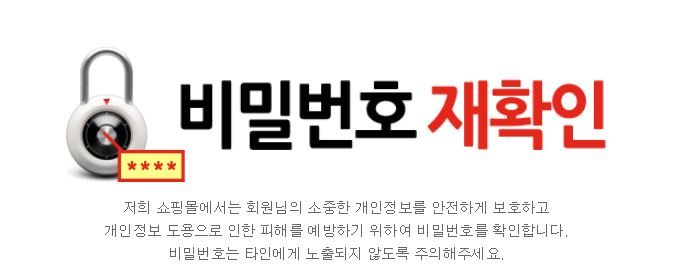 비밀번호 재확인
****
저희 쇼핑몰에서는 회원님의 소중한 개인정보를 안전하게 보호하고
개인정보 도용으로 인한 피해를 예방하기 위하여 비밀번호를 확인합니다.
비밀번호는 타인에게 노출되지 않도록 주의해주세요.